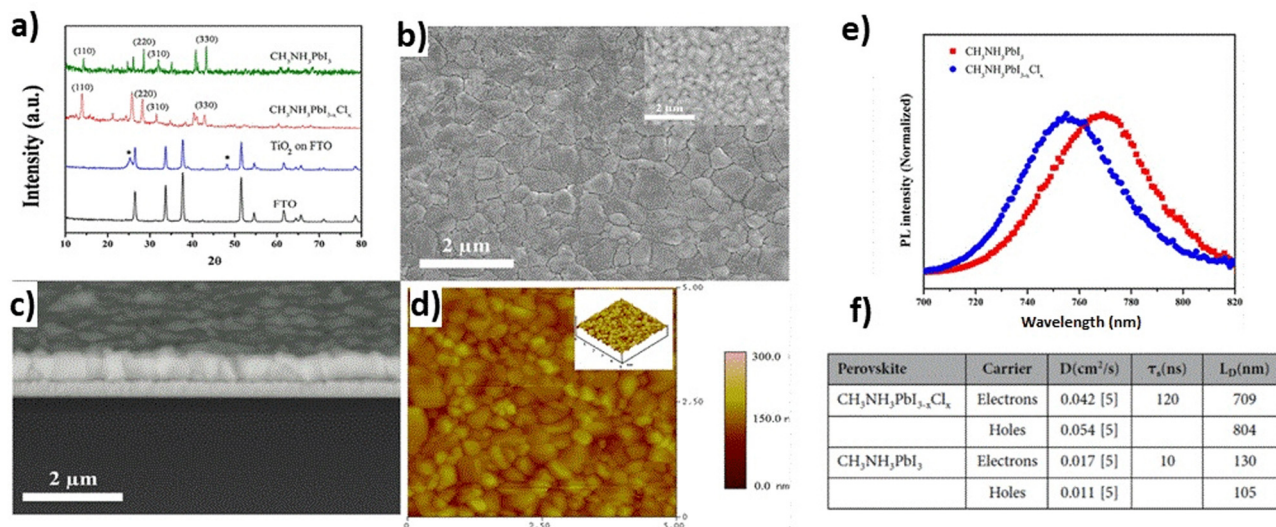 a)
(110)
(220)
(310)
(330)
CH₃NH₃PbI₃
(110)
(220)
(310)
(330)
CH₃NH₃PbI₃₋ₓClₓ
*
*
TiO₂ on FTO
FTO
Intensity (a.u.)
10 20 30 40 50 60 70 80
2θ
b)
2 μm
2 μm
c)
2 μm
d)
5.00
2.50
0
0 2.50 5.00
300.0 n
150.0 nm
0.0 nm
e)
CH₃NH₃PbI₃
CH₃NH₃PbI₃₋ₓClₓ
PL intensity (Normalized)
700 720 740 760 780 800 820
Wavelength (nm)
f)
Perovskite Carrier D(cm²/s) τₛ(ns) L_D(nm)
CH₃NH₃PbI₃₋ₓClₓ Electrons 0.042 [5] 120 709
Holes 0.054 [5] 804
CH₃NH₃PbI₃ Electrons 0.017 [5] 10 130
Holes 0.011 [5] 105